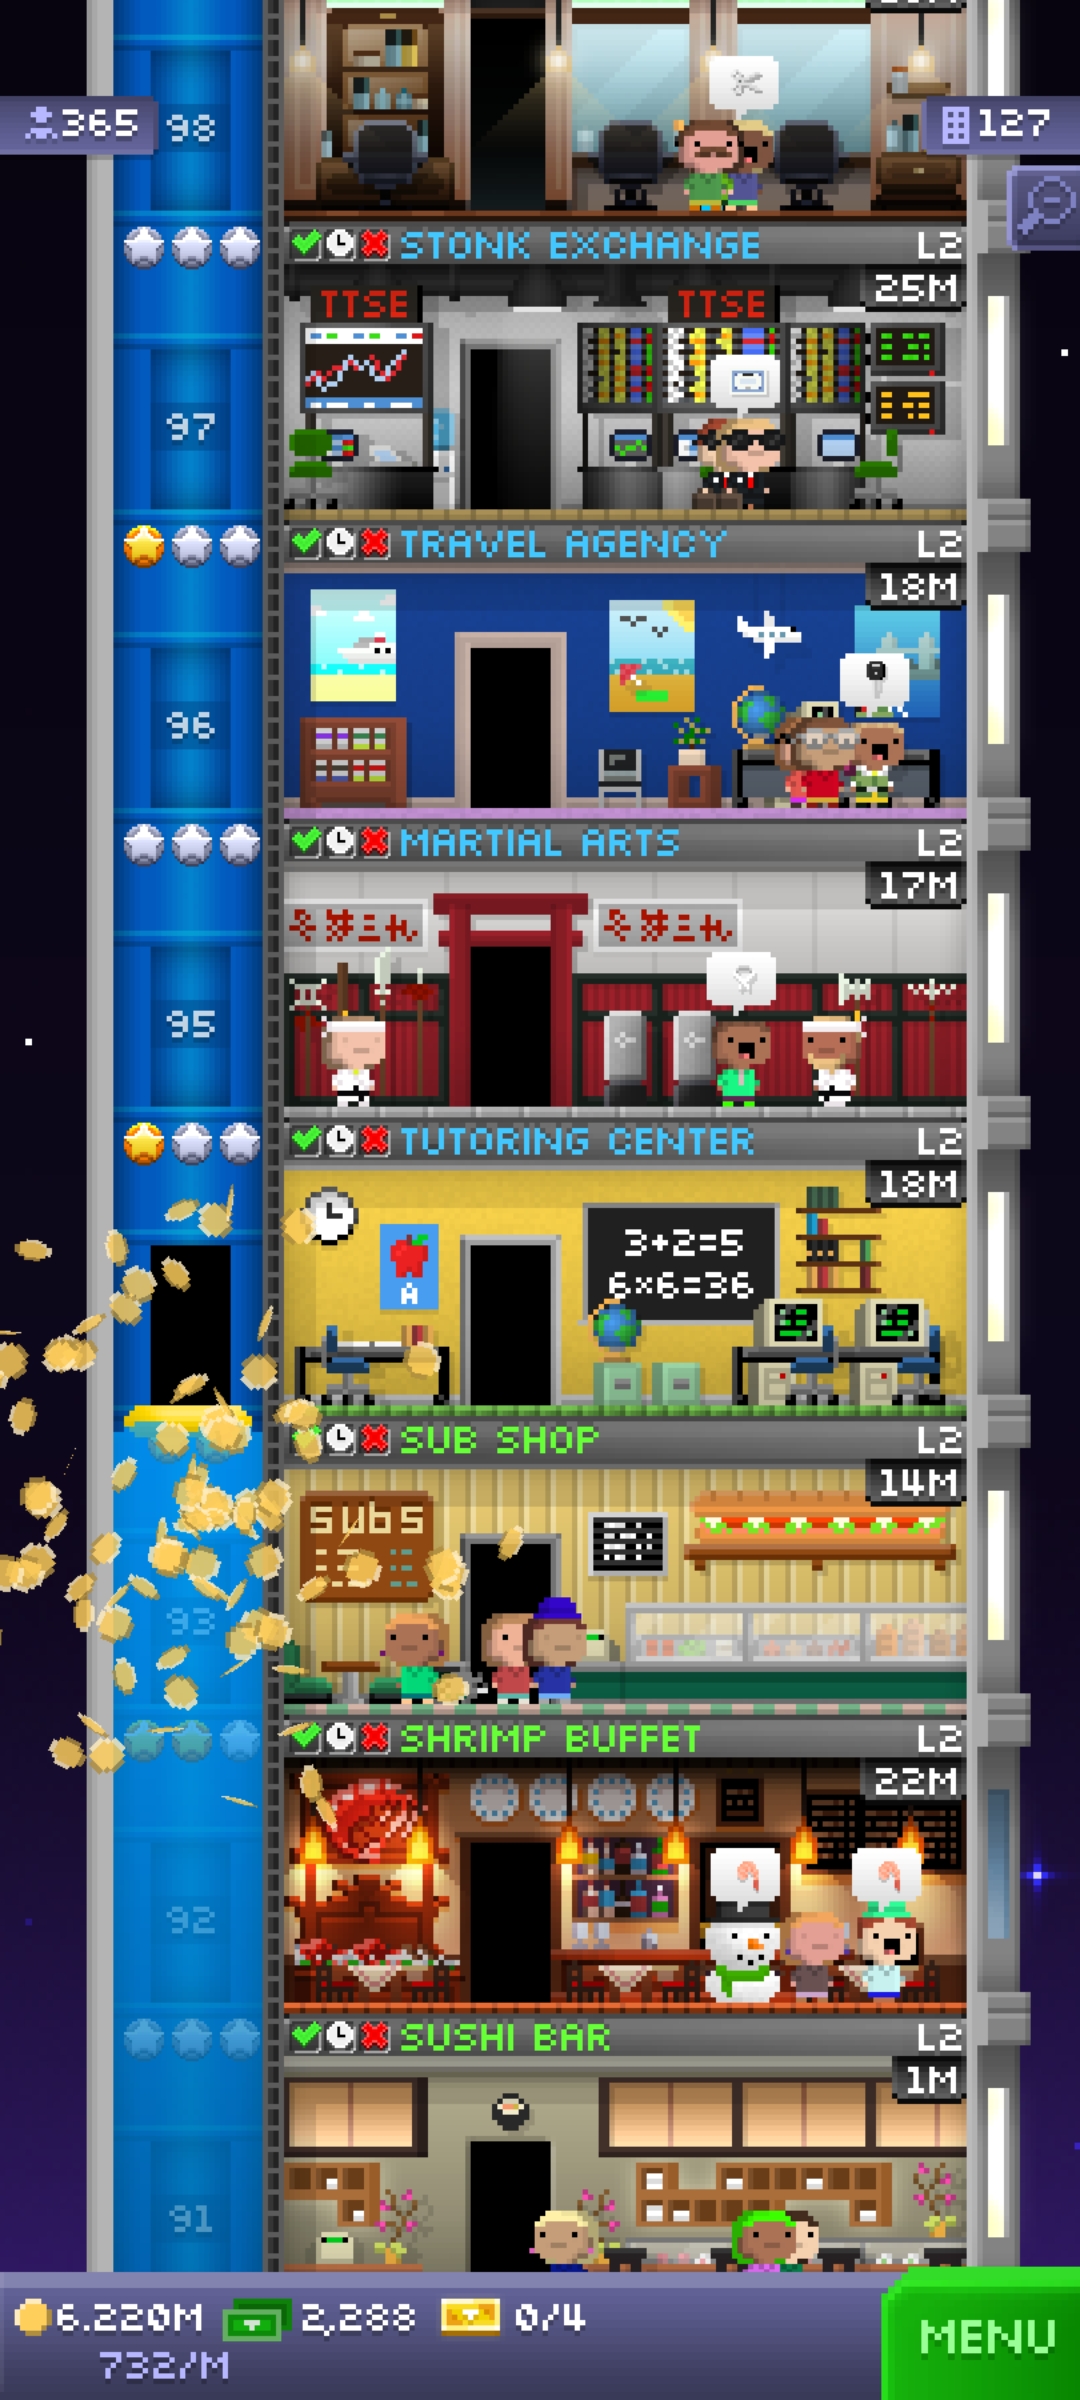 365
98
127
STONK EXCHANGE L2
25M
TTSE TTSE
97
TRAVEL AGENCY L2
18M
96
MARTIAL ARTS L2
17M
95
TUTORING CENTER L2
18M
3+2=5
6×6=36
A
SUB SHOP L2
14M
SUBS
93
SHRIMP BUFFET L2
22M
92
SUSHI BAR L2
1M
91
6.220M 2,288 0/4
732/M
MENU